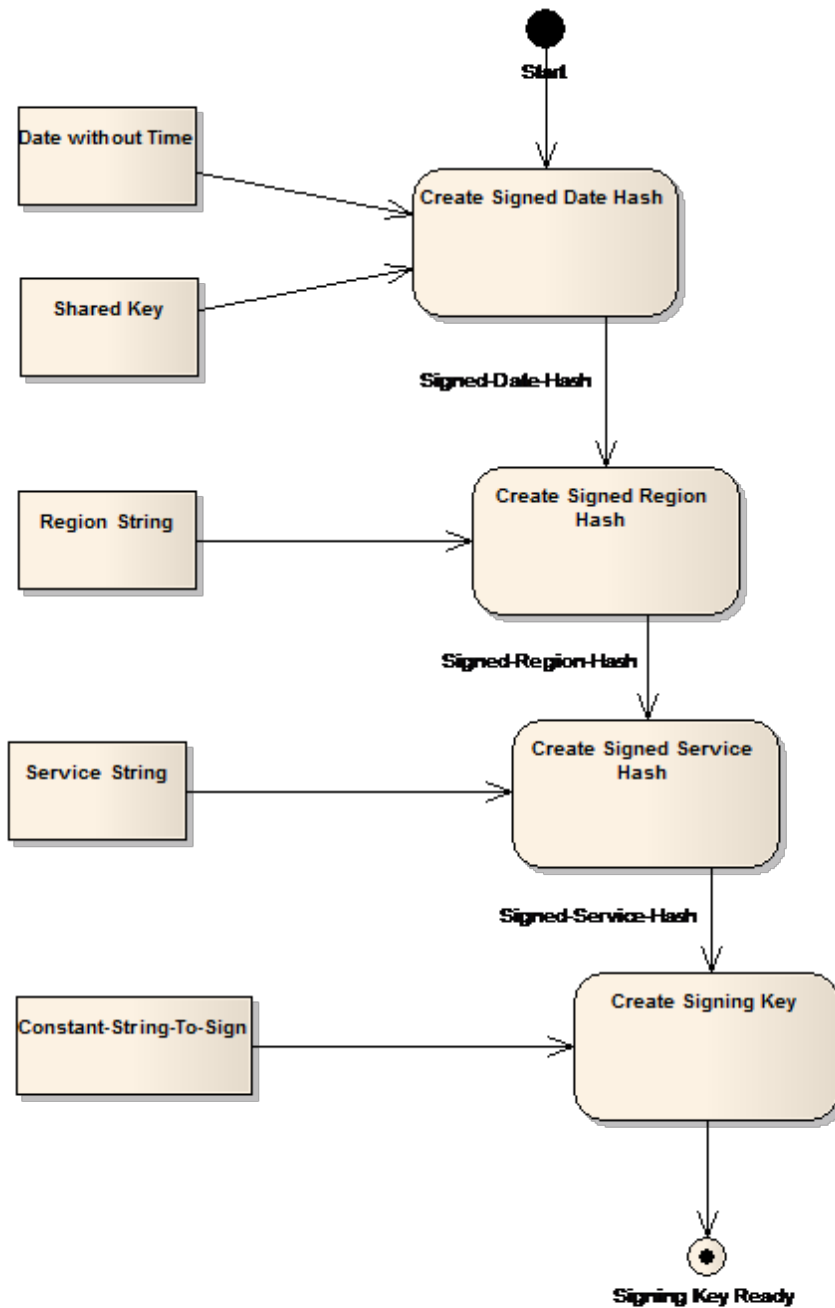 Start
Date without Time
Create Signed Date Hash
Shared Key
Signed-Date-Hash
Create Signed Region
Hash
Region String
Signed-Region-Hash
Create Signed Service
Hash
Service String
Signed-Service-Hash
Create Signing Key
Constant-String-To-Sign
Signing Key Ready